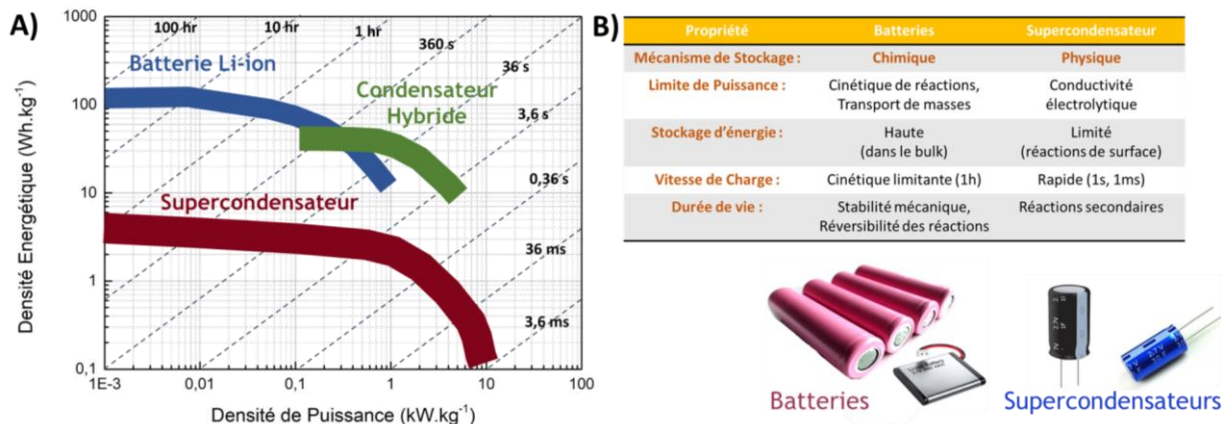 A)
Densité Energétique (Wh.kg-1)
1000
100
10
1
0,1
1E-3
0,01
0,1
1
10
100
Densité de Puissance (kW.kg-1)
100 hr
10 hr
1 hr
360 s
36 s
3,6 s
0,36 s
36 ms
3,6 ms
Batterie Li-ion
Condensateur
Hybride
Supercondensateur
B)
Propriété Batteries Supercondensateur
Mécanisme de Stockage : Chimique Physique
Limite de Puissance : Cinétique de réactions, Conductivité
Transport de masses électrolytique
Stockage d'énergie : Haute Limité
(dans le bulk) (réactions de surface)
Vitesse de Charge : Cinétique limitante (1h) Rapide (1s, 1ms)
Durée de vie : Stabilité mécanique, Réactions secondaires
Réversibilité des réactions
Batteries
Supercondensateurs